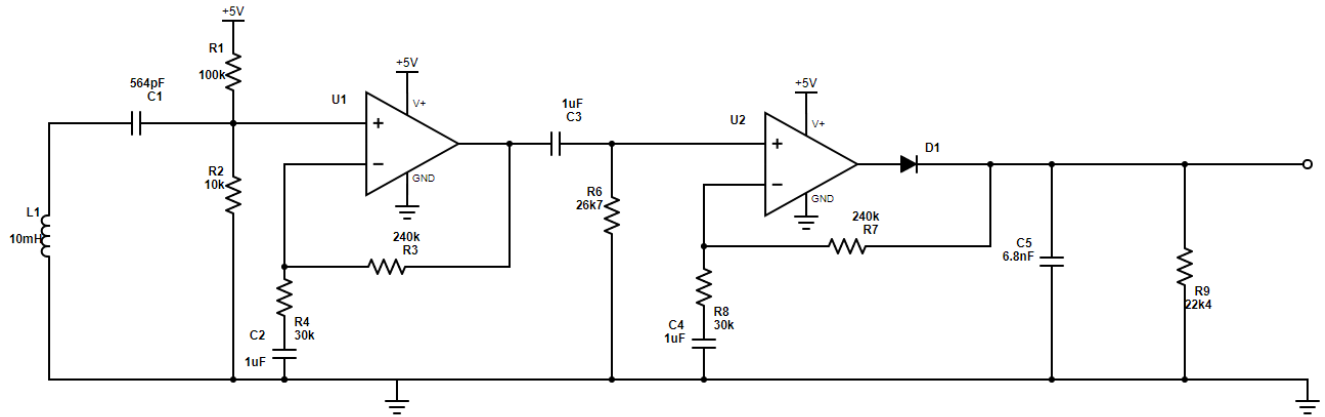 +5V
R1
100k
564pF
C1
R2
10k
L1
10mH
U1
+5V
V+
+
−
GND
240k
R3
R4
30k
C2
1uF
1uF
C3
R6
26k7
U2
+5V
V+
+
−
GND
D1
240k
R7
R8
30k
C4
1uF
C5
6.8nF
R9
22k4